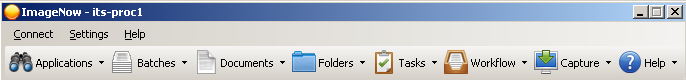 ImageNow - its-proc1
Connect Settings Help
Applications Batches Documents Folders Tasks Workflow Capture Help